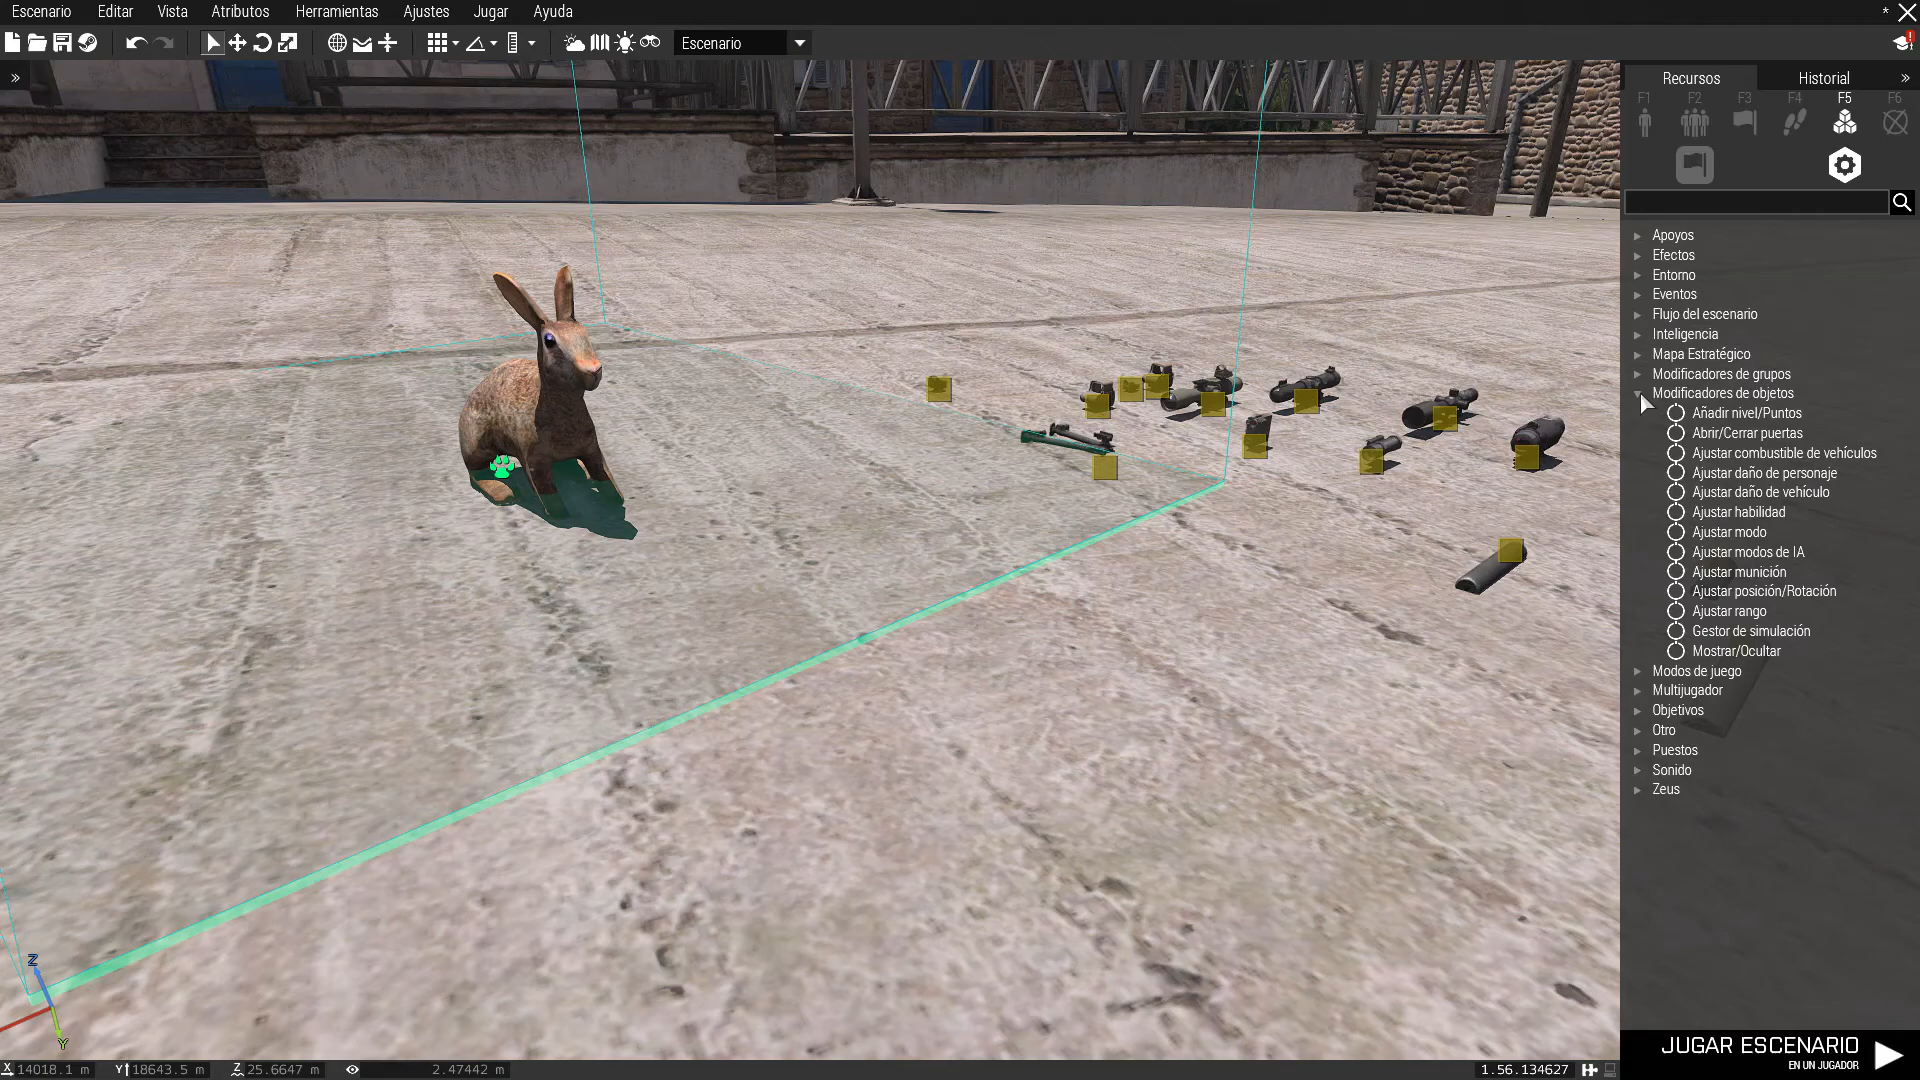 Escenario Editar Vista Atributos Herramientas Ajustes Jugar Ayuda *
Escenario
Recursos Historial
F1 F2 F3 F4 F5 F6
Apoyos
Efectos
Entorno
Eventos
Flujo del escenario
Inteligencia
Mapa Estratégico
Modificadores de grupos
Modificadores de objetos
Añadir nivel/Puntos
Abrir/Cerrar puertas
Ajustar combustible de vehículos
Ajustar daño de personaje
Ajustar daño de vehículo
Ajustar habilidad
Ajustar modo
Ajustar modos de IA
Ajustar munición
Ajustar posición/Rotación
Ajustar rango
Gestor de simulación
Mostrar/Ocultar
Modos de juego
Multijugador
Objetivos
Otro
Puestos
Sonido
Zeus
Z
Y
JUGAR ESCENARIO
EN UN JUGADOR
X 14018.1 m Y 18643.5 m Z 25.6647 m 2.47442 m 1.56.134627